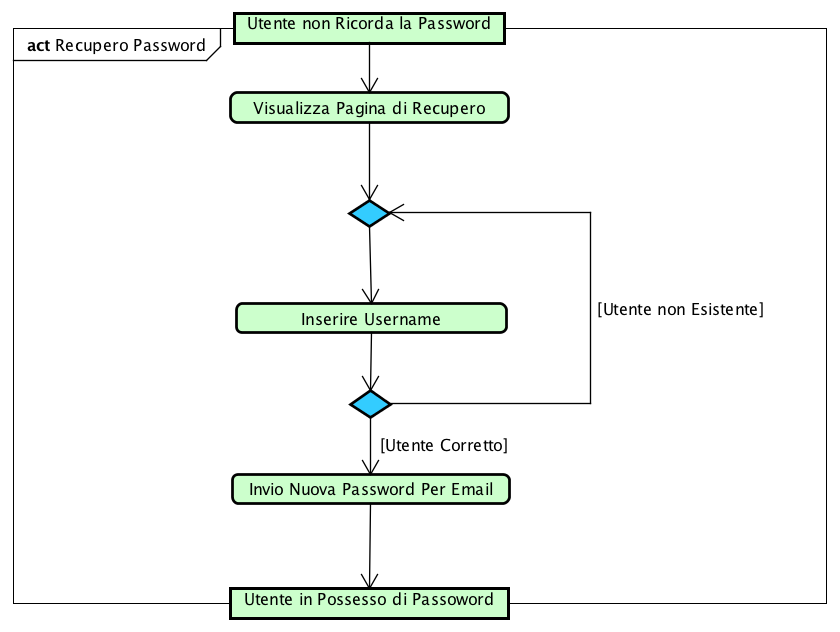 Utente non Ricorda la Password
act Recupero Password
Visualizza Pagina di Recupero
Inserire Username
[Utente non Esistente]
[Utente Corretto]
Invio Nuova Password Per Email
Utente in Possesso di Passoword